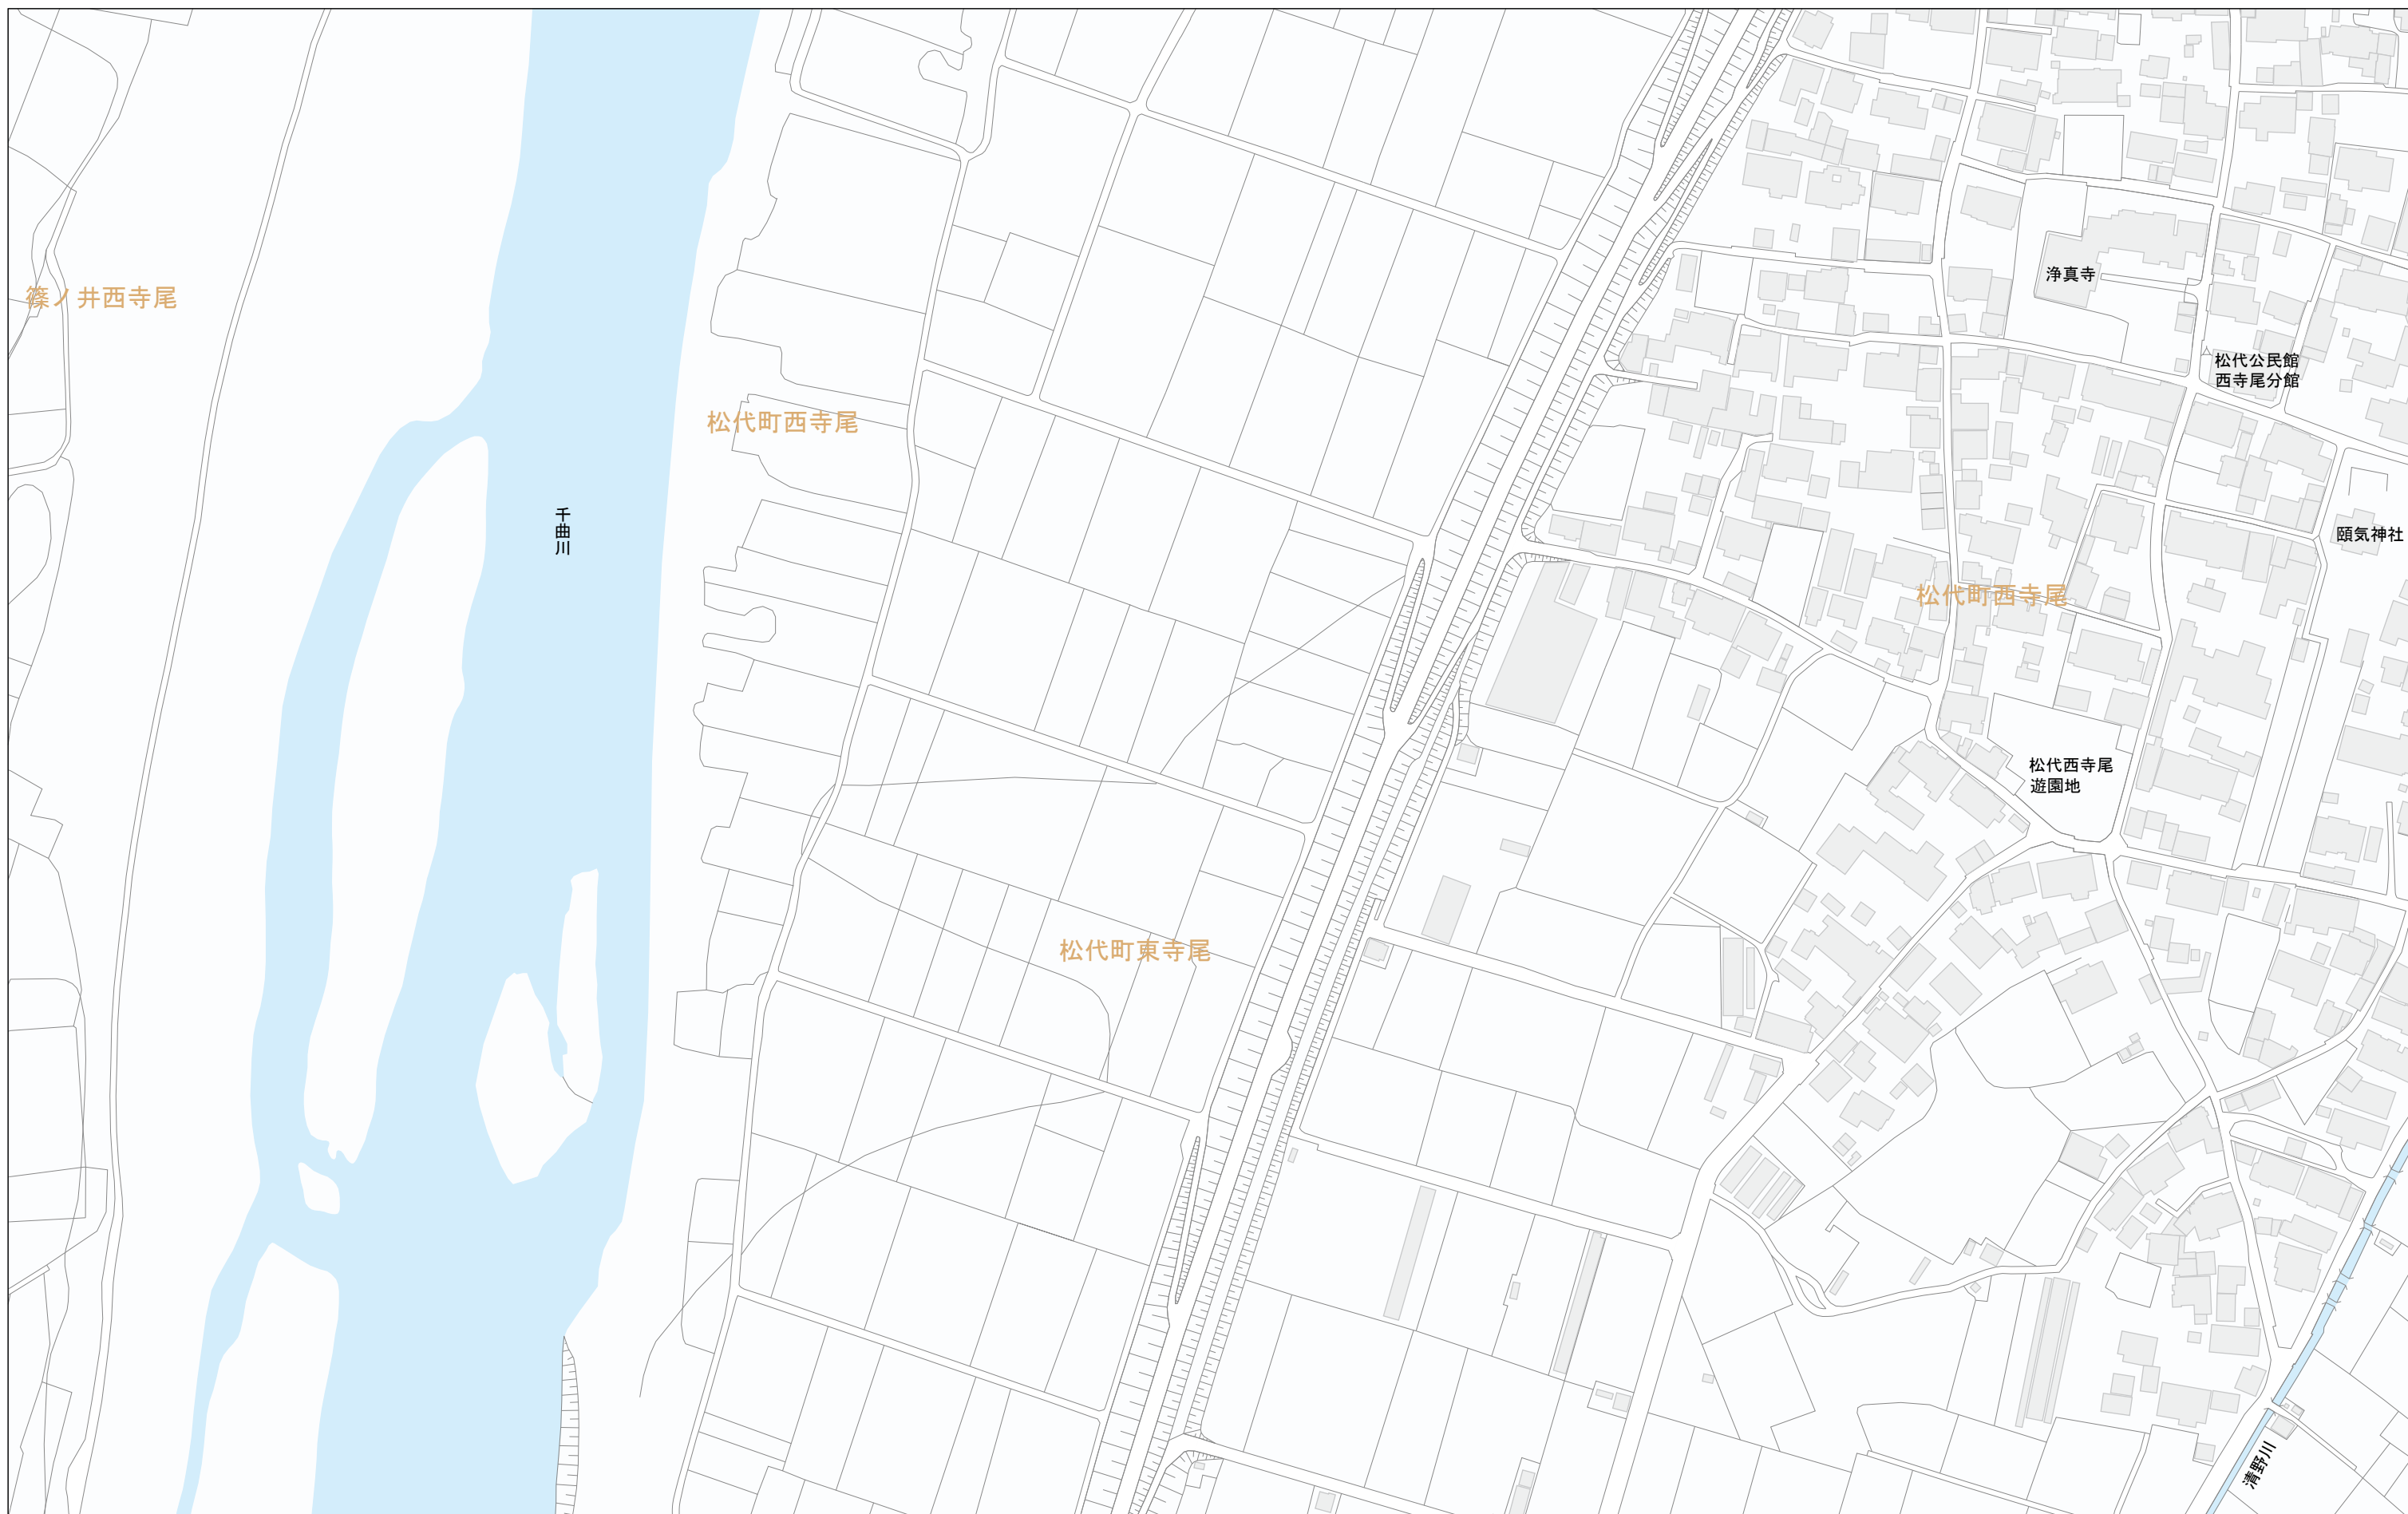 浄真寺
篠ノ井西寺尾
松代公民館
西寺尾分館
松代町西寺尾
千曲川
頤気神社
松代町西寺尾
松代西寺尾
遊園地
松代町東寺尾
清野川